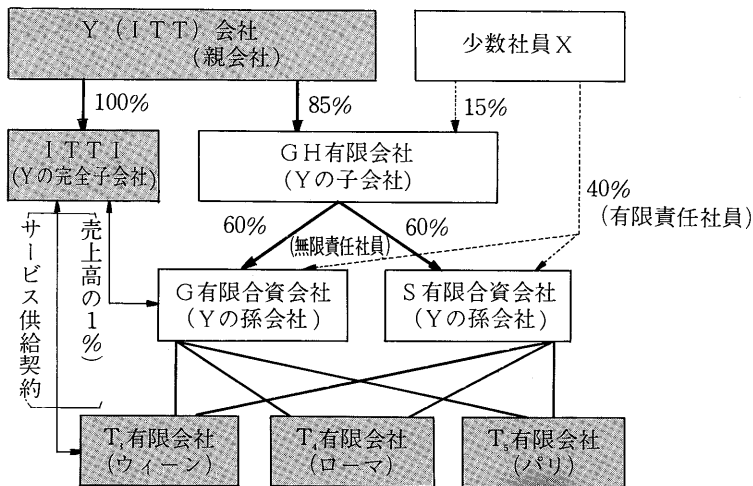 Y(ITT)会社
(親会社)
少数社員X
100%
85%
15%
ITTI
(Yの完全子会社)
GH有限会社
(Yの子会社)
40%
(有限責任社員)
60%
(無限責任社員)
60%
サービス供給契約
売上高の1%)
G有限合資会社
(Yの孫会社)
S有限合資会社
(Yの孫会社)
T₁有限会社
(ウィーン)
T₄有限会社
(ローマ)
T₅有限会社
(パリ)